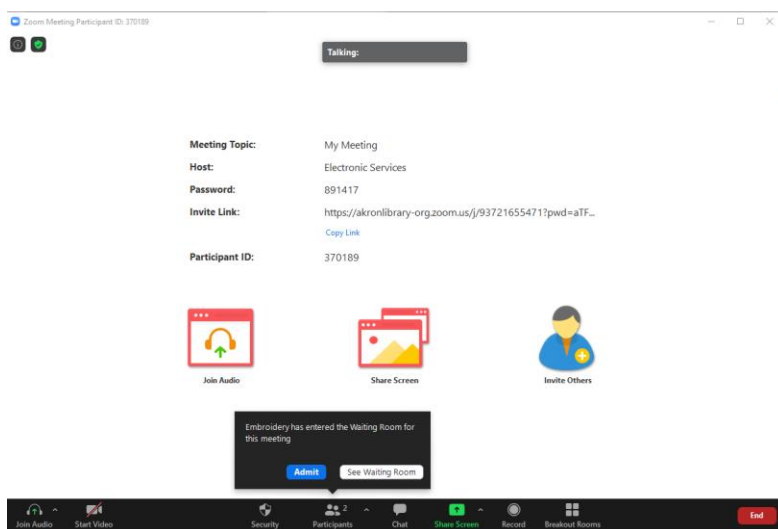 Zoom Meeting Participant ID: 370189
Talking:
Meeting Topic: My Meeting
Host: Electronic Services
Password: 891417
Invite Link: https://akronlibrary-org.zoom.us/j/93721655471?pwd=aTF...
Copy Link
Participant ID: 370189
Join Audio Share Screen Invite Others
Embroidery has entered the Waiting Room for
this meeting
Admit See Waiting Room
2
Join Audio Start Video Security Participants Chat Share Screen Record Breakout Rooms End